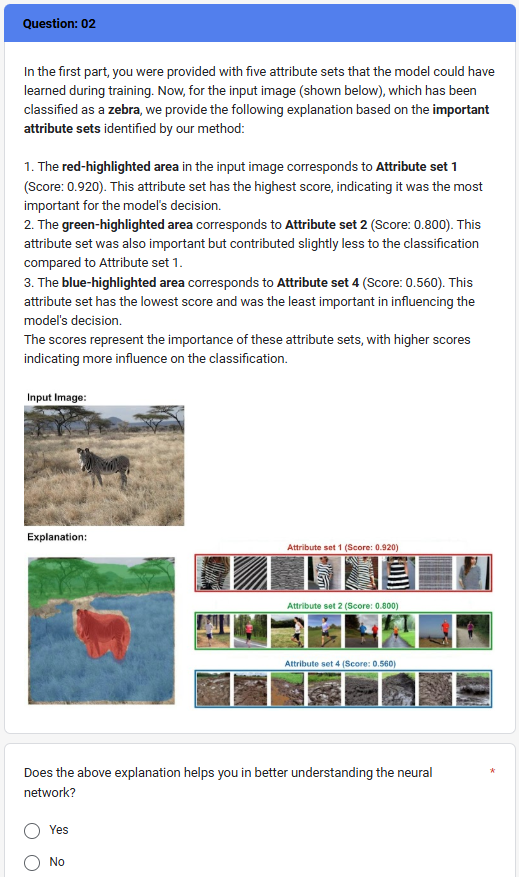 Question: 02
In the first part, you were provided with five attribute sets that the model could have
learned during training. Now, for the input image (shown below), which has been
classified as a zebra, we provide the following explanation based on the important
attribute sets identified by our method:
1. The red-highlighted area in the input image corresponds to Attribute set 1
(Score: 0.920). This attribute set has the highest score, indicating it was the most
important for the model's decision.
2. The green-highlighted area corresponds to Attribute set 2 (Score: 0.800). This
attribute set was also important but contributed slightly less to the classification
compared to Attribute set 1.
3. The blue-highlighted area corresponds to Attribute set 4 (Score: 0.560). This
attribute set has the lowest score and was the least important in influencing the
model's decision.
The scores represent the importance of these attribute sets, with higher scores
indicating more influence on the classification.
Input Image:
Explanation:
Attribute set 1 (Score: 0.920)
Attribute set 2 (Score: 0.800)
Attribute set 4 (Score: 0.560)
Does the above explanation helps you in better understanding the neural *
network?
Yes
No